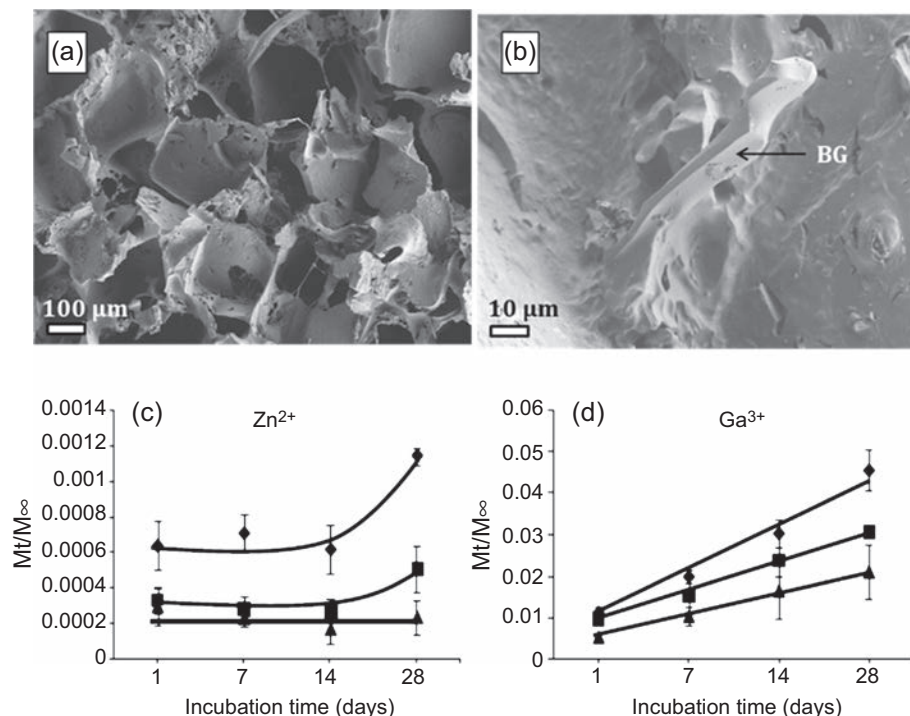 (a)
100 µm
(b)
BG
10 µm
(c)
Zn²⁺
Mt/M∞
0.0014
0.0012
0.001
0.0008
0.0006
0.0004
0.0002
0
1 7 14 28
Incubation time (days)
(d)
Ga³⁺
Mt/M∞
0.06
0.05
0.04
0.03
0.02
0.01
0
1 7 14 28
Incubation time (days)